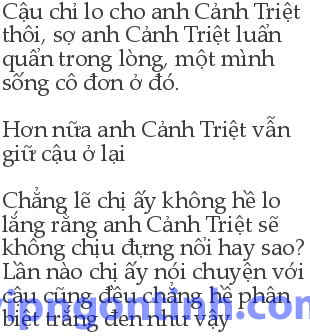 Cậu chỉ lo cho anh Cảnh Triệt
thôi, sợ anh Cảnh Triệt luẩn
quẩn trong lòng, một mình
sống cô đơn ở đó.
Hơn nữa anh Cảnh Triệt vẫn
giữ cậu ở lại
Chẳng lẽ chị ấy không hề lo
lắng rằng anh Cảnh Triệt sẽ
không chịu đựng nổi hay sao?
Lần nào chị ấy nói chuyện với
cậu cũng đều chẳng hề phân
biệt trắng đen như vậy